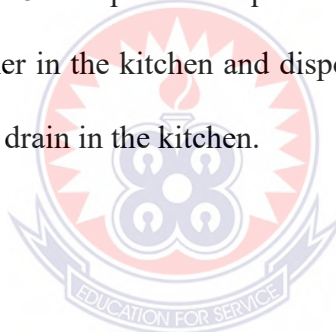 er in the kitchen and dispo
drain in the kitchen.
EDUCATION FOR SERVICE